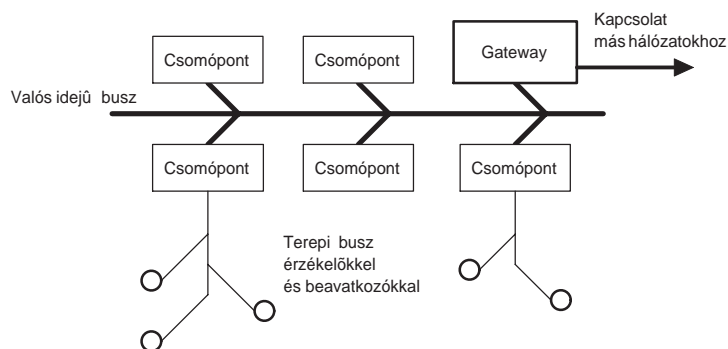 Kapcsolat
más hálózatokhoz
Csomópont
Csomópont
Gateway
Valós idejû busz
Csomópont
Csomópont
Csomópont
Terepi busz
érzékelõkkel
és beavatkozókkal